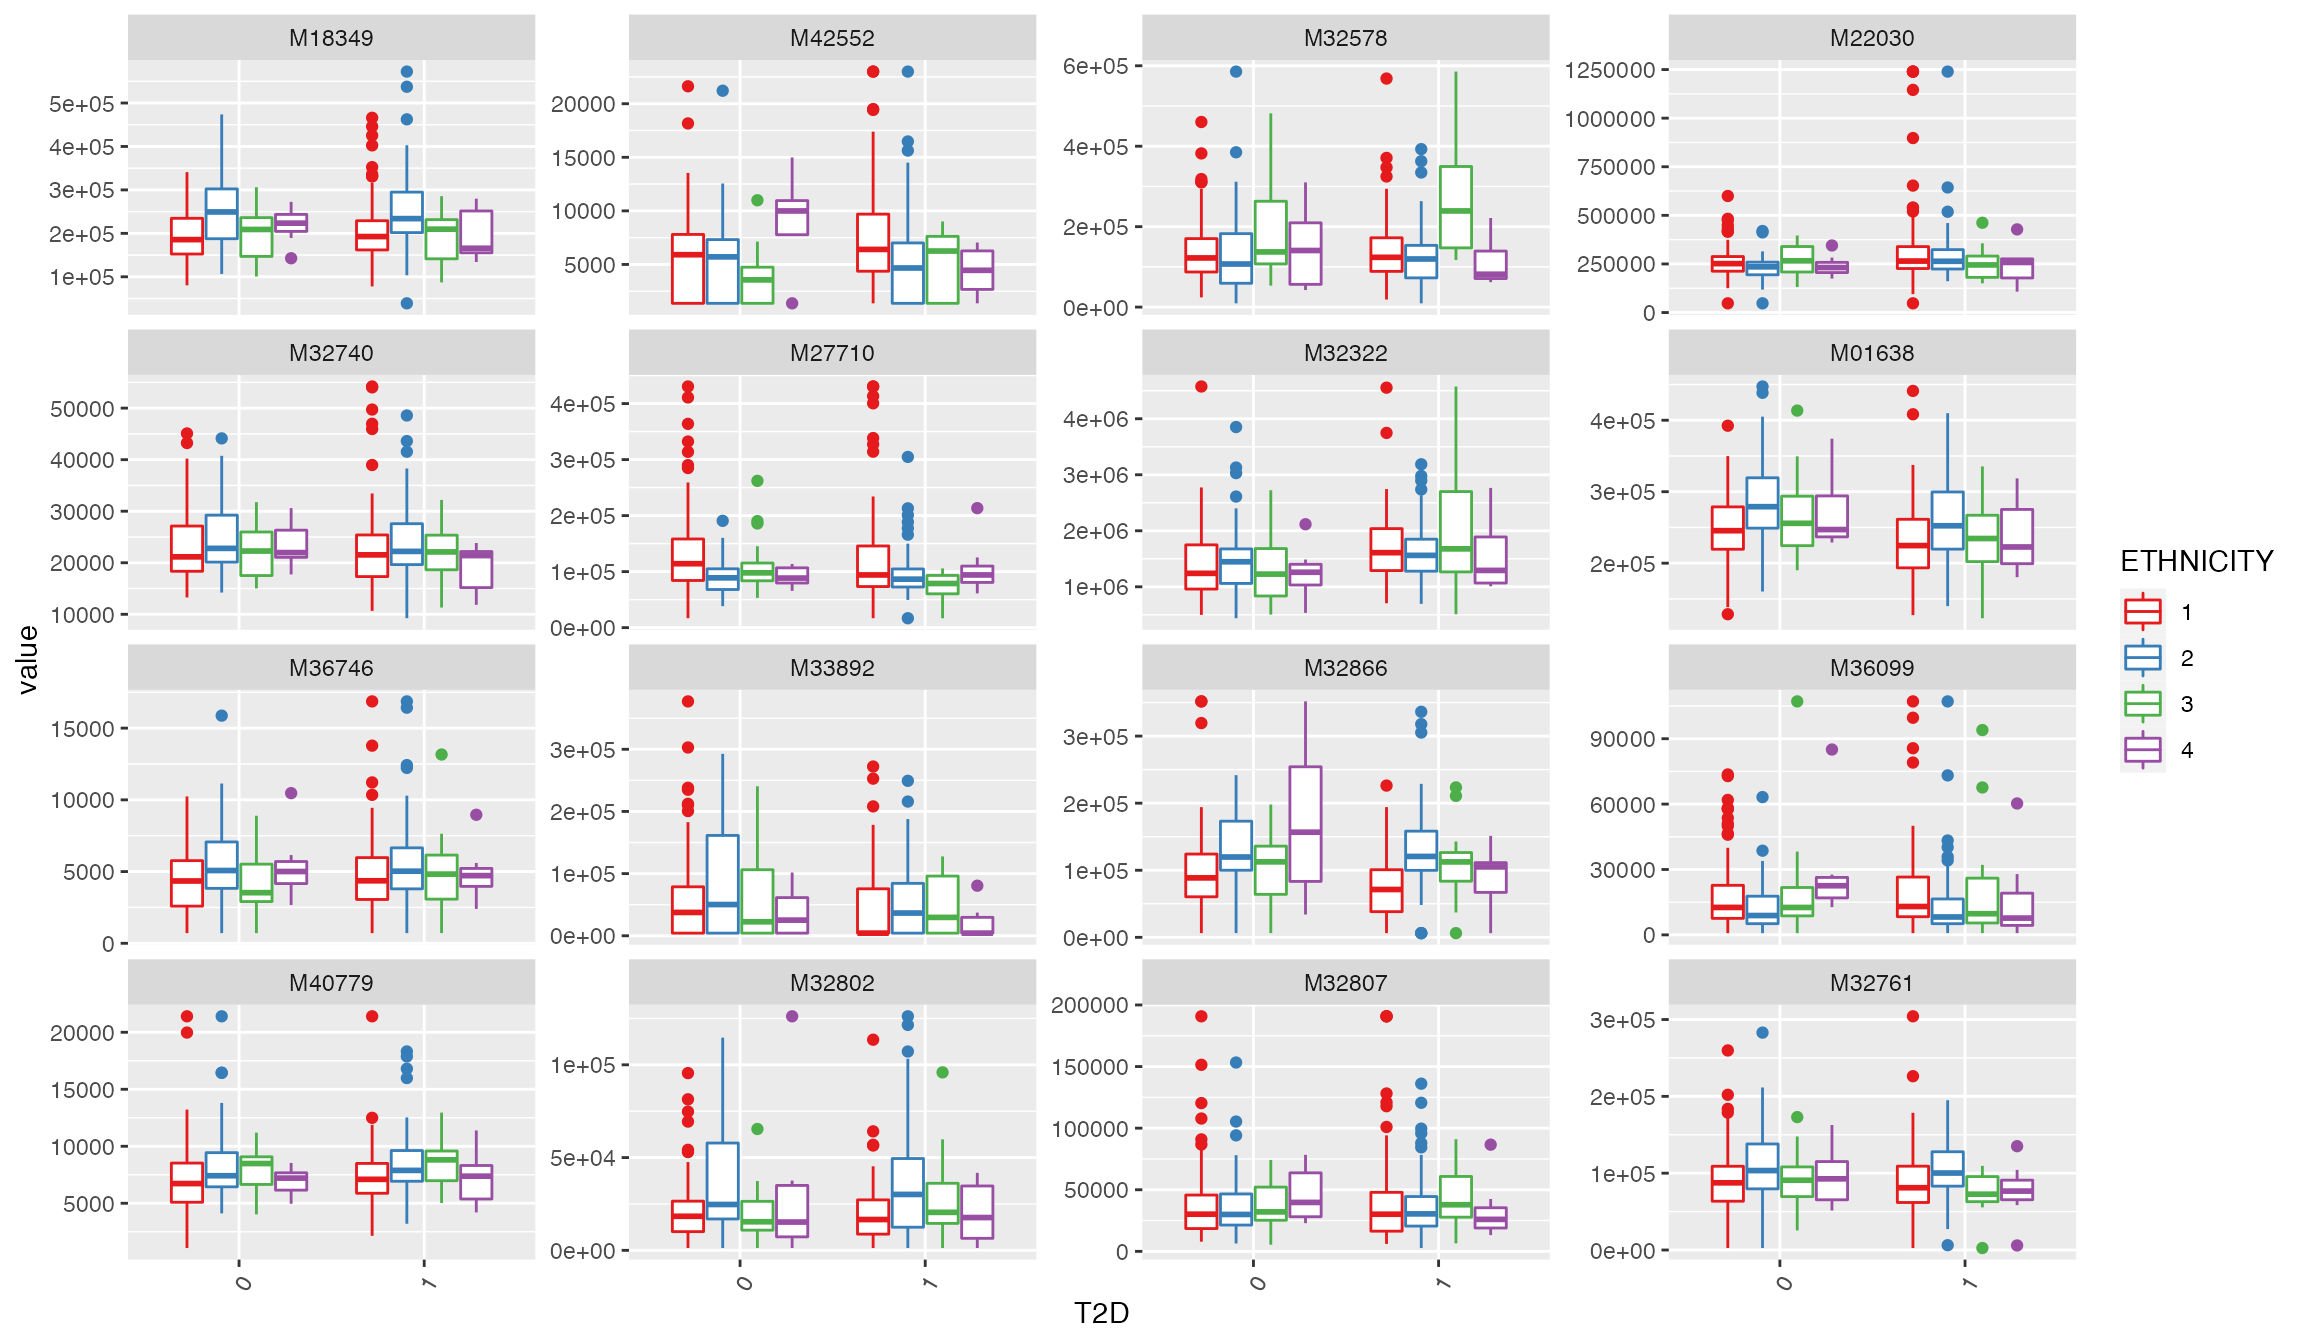 M18349 M42552 M32578 M22030
5e+05
4e+05
3e+05
2e+05
1e+05
20000
15000
10000
5000
6e+05
4e+05
2e+05
0e+00
1250000
1000000
750000
500000
250000
0
M32740 M27710 M32322 M01638
50000
40000
30000
20000
10000
4e+05
3e+05
2e+05
1e+05
0e+00
4e+06
3e+06
2e+06
1e+06
4e+05
3e+05
2e+05
M36746 M33892 M32866 M36099
15000
10000
5000
0
3e+05
2e+05
1e+05
0e+00
3e+05
2e+05
1e+05
0e+00
90000
60000
30000
0
M40779 M32802 M32807 M32761
20000
15000
10000
5000
1e+05
5e+04
0e+00
200000
150000
100000
50000
0
3e+05
2e+05
1e+05
0e+00
0 1 0 1 0 1 0 1
T2D
value
ETHNICITY
1
2
3
4